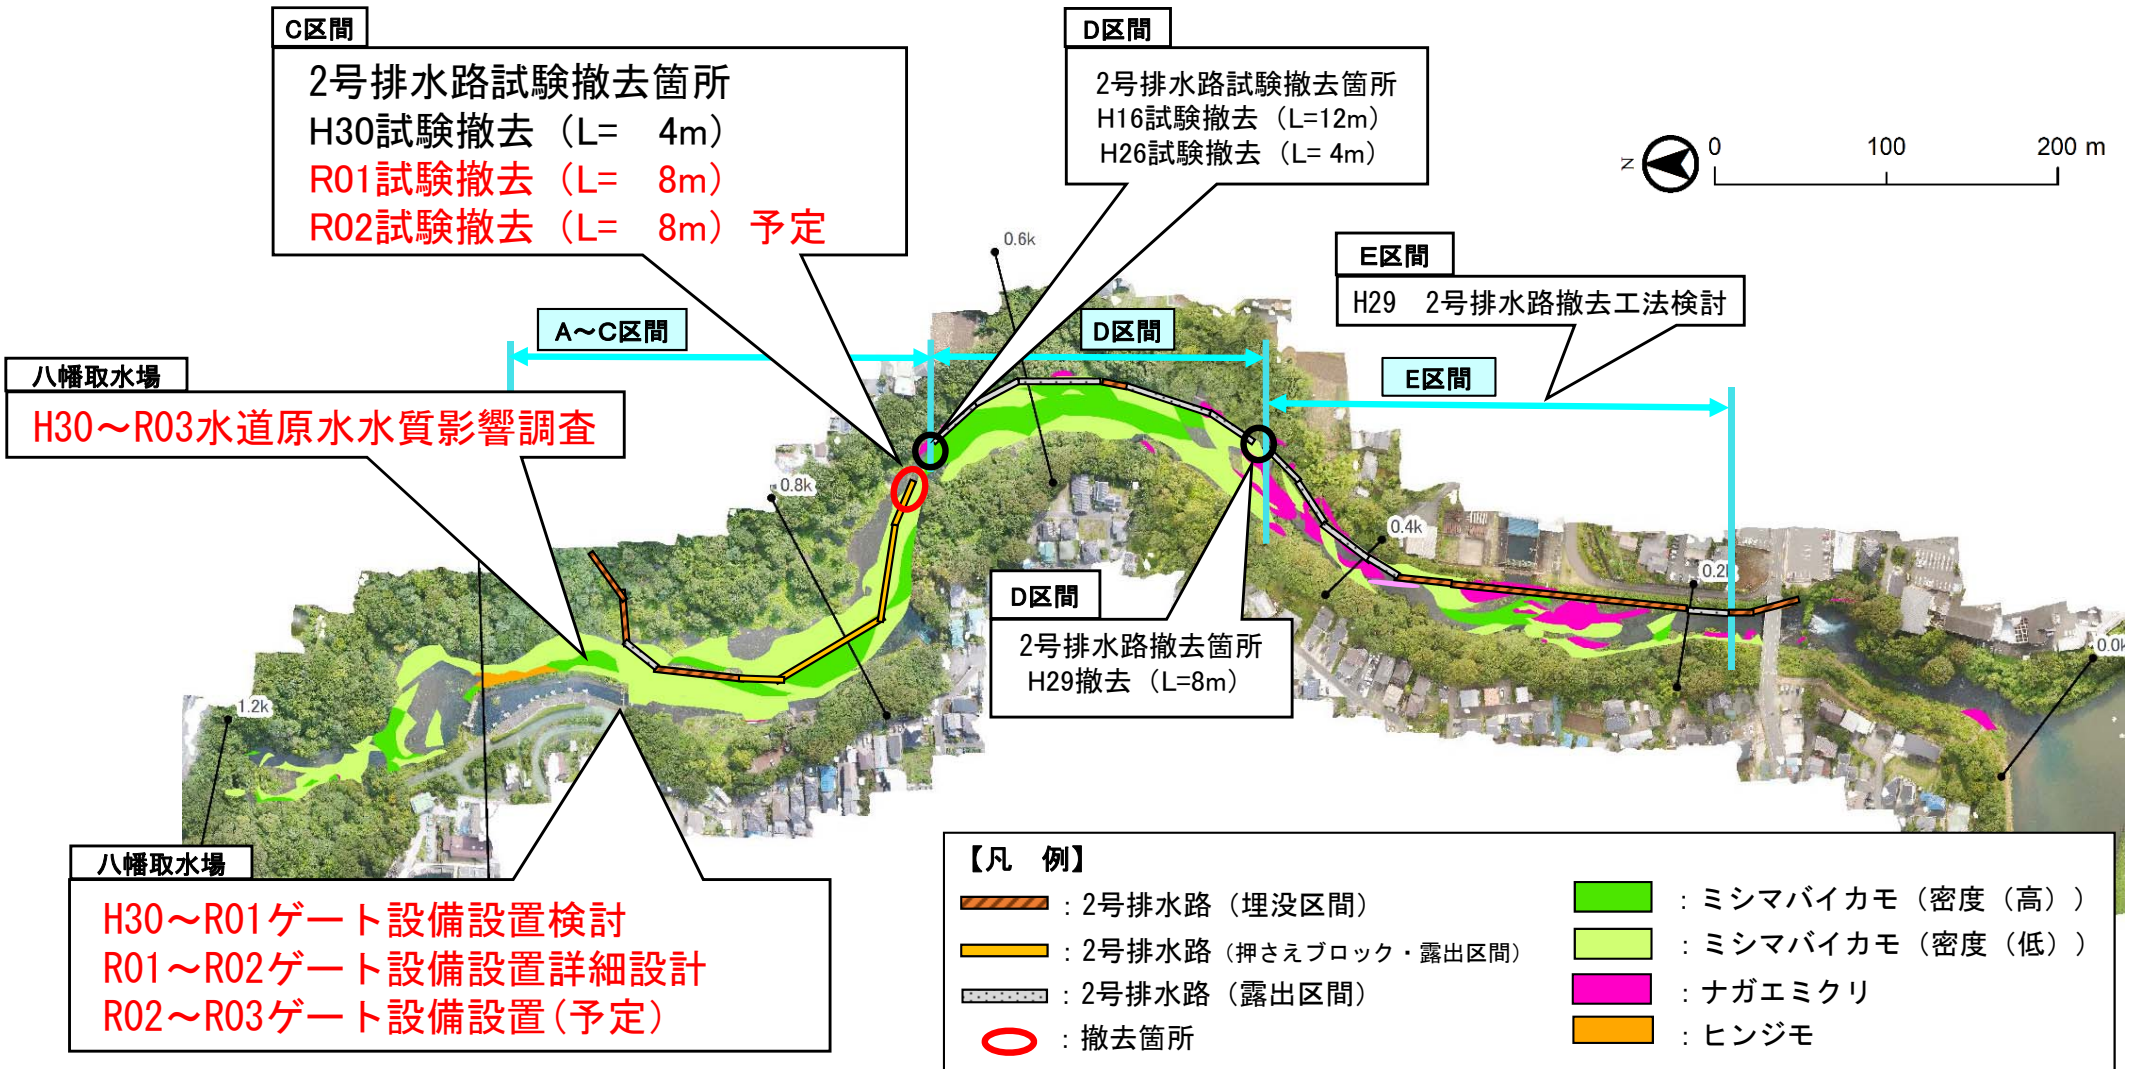 C区間
2号排水路試験撤去箇所
H30試験撤去（L=　4m）
R01試験撤去（L=　8m）
R02試験撤去（L=　8m）予定
D区間
2号排水路試験撤去箇所
H16試験撤去（L=12m）
H26試験撤去（L= 4m）
N
0 100 200 m
0.6k
E区間
H29　2号排水路撤去工法検討
A～C区間
D区間
E区間
八幡取水場
H30～R03水道原水水質影響調査
0.8k
0.4k
0.2k
0.0k
1.2k
D区間
2号排水路撤去箇所
H29撤去（L=8m）
八幡取水場
H30～R01ゲート設備設置検討
R01～R02ゲート設備設置詳細設計
R02～R03ゲート設備設置(予定)
【凡　例】
：2号排水路（埋没区間）
：2号排水路（押さえブロック・露出区間）
：2号排水路（露出区間）
：撤去箇所
：ミシマバイカモ（密度（高））
：ミシマバイカモ（密度（低））
：ナガエミクリ
：ヒンジモ